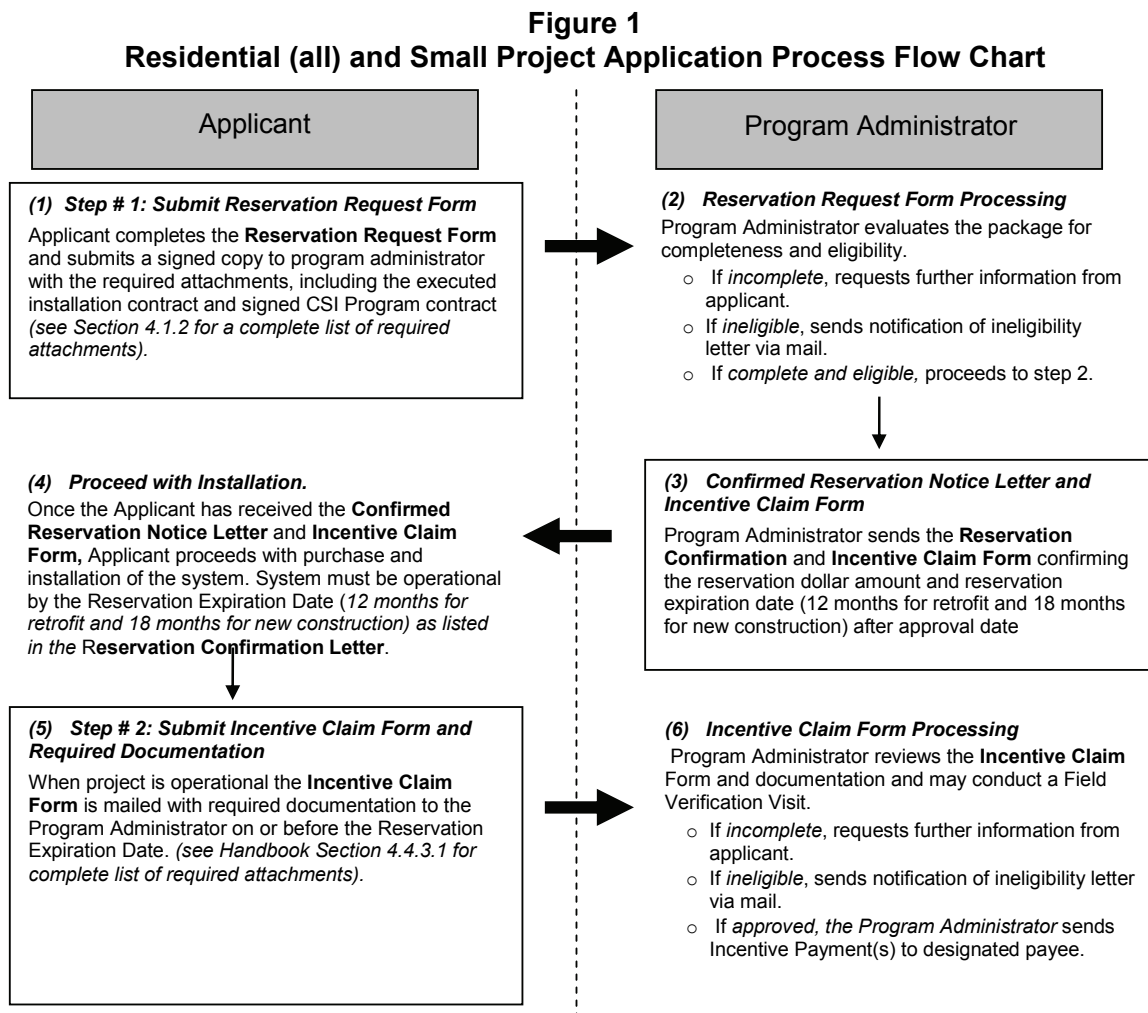 Figure 1
Residential (all) and Small Project Application Process Flow Chart
Applicant
Program Administrator
(1) Step # 1: Submit Reservation Request Form
Applicant completes the Reservation Request Form
and submits a signed copy to program administrator
with the required attachments, including the executed
installation contract and signed CSI Program contract
(see Section 4.1.2 for a complete list of required
attachments).
(2) Reservation Request Form Processing
Program Administrator evaluates the package for
completeness and eligibility.
o If incomplete, requests further information from
applicant.
o If ineligible, sends notification of ineligibility
letter via mail.
o If complete and eligible, proceeds to step 2.
(3) Confirmed Reservation Notice Letter and
Incentive Claim Form
Program Administrator sends the Reservation
Confirmation and Incentive Claim Form confirming
the reservation dollar amount and reservation
expiration date (12 months for retrofit and 18 months
for new construction) after approval date
(4) Proceed with Installation.
Once the Applicant has received the Confirmed
Reservation Notice Letter and Incentive Claim
Form, Applicant proceeds with purchase and
installation of the system. System must be operational
by the Reservation Expiration Date (12 months for
retrofit and 18 months for new construction) as listed
in the Reservation Confirmation Letter.
(5) Step # 2: Submit Incentive Claim Form and
Required Documentation
When project is operational the Incentive Claim
Form is mailed with required documentation to the
Program Administrator on or before the Reservation
Expiration Date. (see Handbook Section 4.4.3.1 for
complete list of required attachments).
(6) Incentive Claim Form Processing
Program Administrator reviews the Incentive Claim
Form and documentation and may conduct a Field
Verification Visit.
o If incomplete, requests further information from
applicant.
o If ineligible, sends notification of ineligibility letter
via mail.
o If approved, the Program Administrator sends
Incentive Payment(s) to designated payee.